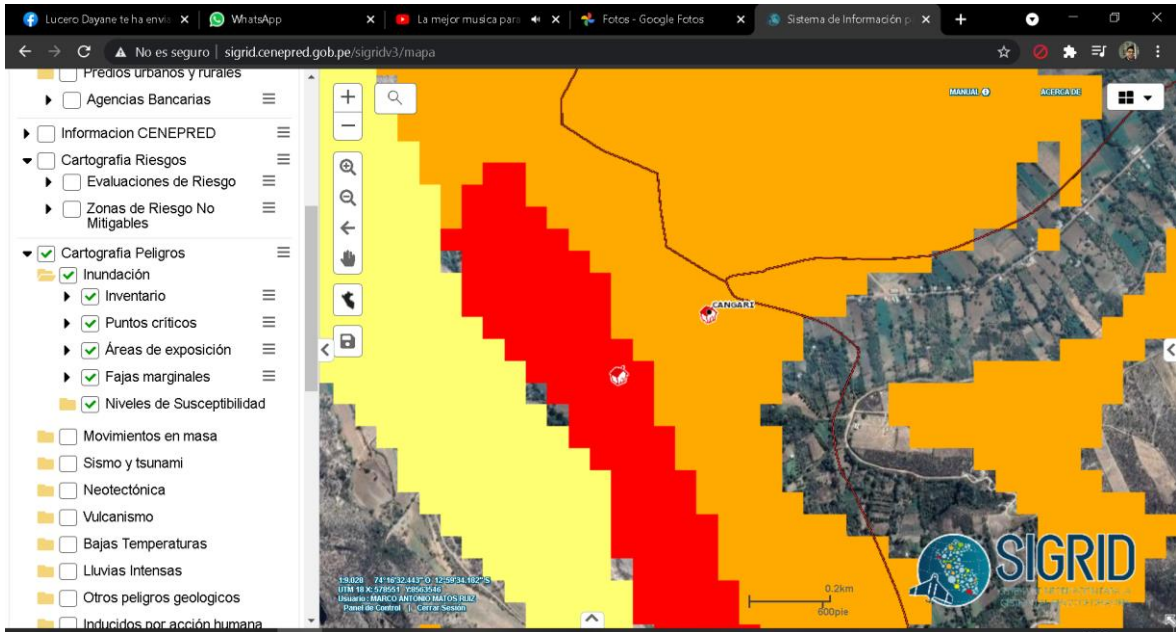 Lucero Dayane te ha envia
WhatsApp
La mejor musica para
Fotos - Google Fotos
Sistema de Información p
No es seguro | sigrid.cenepred.gob.pe/sigridv3/mapa
Predios urbanos y rurales
Agencias Bancarias
Informacion CENEPRED
Cartografia Riesgos
Evaluaciones de Riesgo
Zonas de Riesgo No
Mitigables
Cartografia Peligros
Inundación
Inventario
Puntos críticos
Áreas de exposición
Fajas marginales
Niveles de Susceptibilidad
Movimientos en masa
Sismo y tsunami
Neotectónica
Vulcanismo
Bajas Temperaturas
Lluvias Intensas
Otros peligros geologicos
Inducidos por acción humana
MANUAL
ACERCA DE
CANGARI
1:9.028 74°16'32.443" O 12°59'34.182" S
UTM 18 X: 578551 Y:8563546
Usuario : MARCO ANTONIO MATOS RUIZ
Panel de Control | Cerrar Sesión
0.2km
600pie
SIGRID